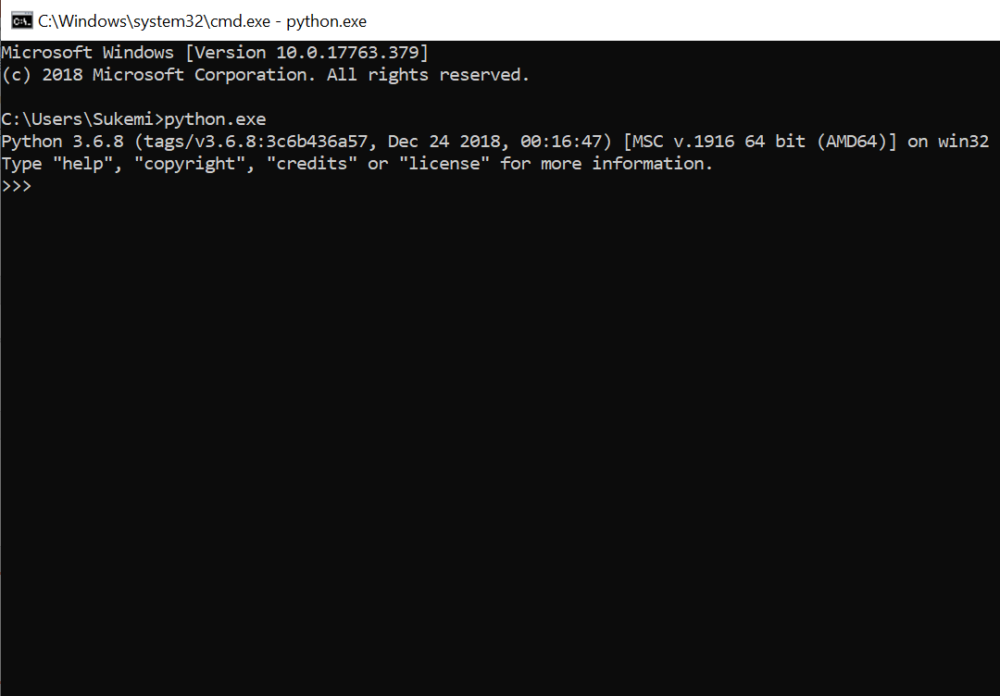 C:\Windows\system32\cmd.exe - python.exe
Microsoft Windows [Version 10.0.17763.379]
(c) 2018 Microsoft Corporation. All rights reserved.
C:\Users\Sukemi>python.exe
Python 3.6.8 (tags/v3.6.8:3c6b436a57, Dec 24 2018, 00:16:47) [MSC v.1916 64 bit (AMD64)] on win32
Type "help", "copyright", "credits" or "license" for more information.
>>>